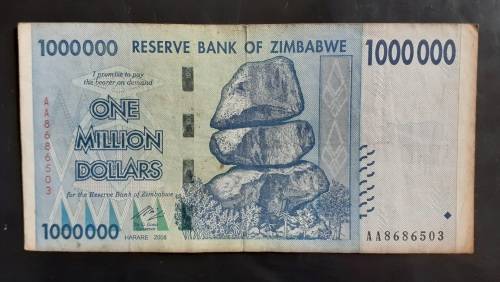 1000000 RESERVE BANK OF ZIMBABWE 1000000
I promise to pay
the bearer on demand
ONE
MILLION
DOLLARS
for the Reserve Bank of Zimbabwe
AA8686503
1000000
HARARE 2008
AA8686503